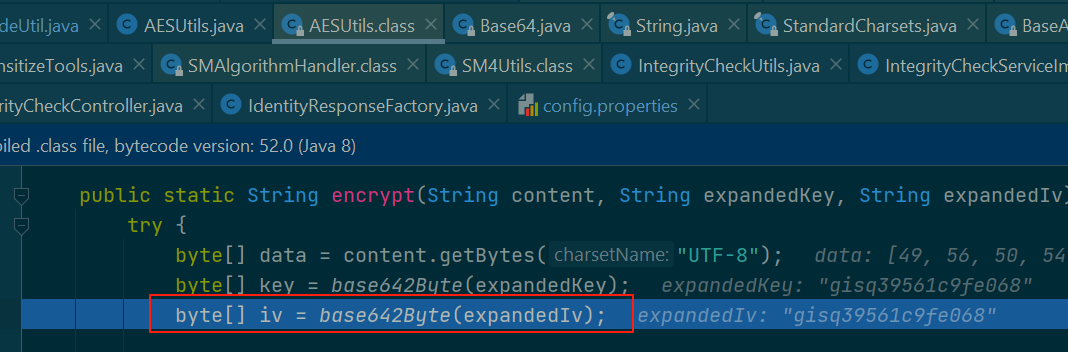 deUtil.java AESUtils.java AESUtils.class Base64.java String.java StandardCharsets.java BaseA
nsitizeTools.java SMAlgorithmHandler.class SM4Utils.class IntegrityCheckUtils.java IntegrityCheckServiceIm
rityCheckController.java IdentityResponseFactory.java config.properties
piled .class file, bytecode version: 52.0 (Java 8)
public static String encrypt(String content, String expandedKey, String expandedIv)
try {
byte[] data = content.getBytes( charsetName: "UTF-8"); data: [49, 56, 50, 54
byte[] key = base642Byte(expandedKey); expandedKey: "gisq39561c9fe068"
byte[] iv = base642Byte(expandedIv); expandedIv: "gisq39561c9fe068"